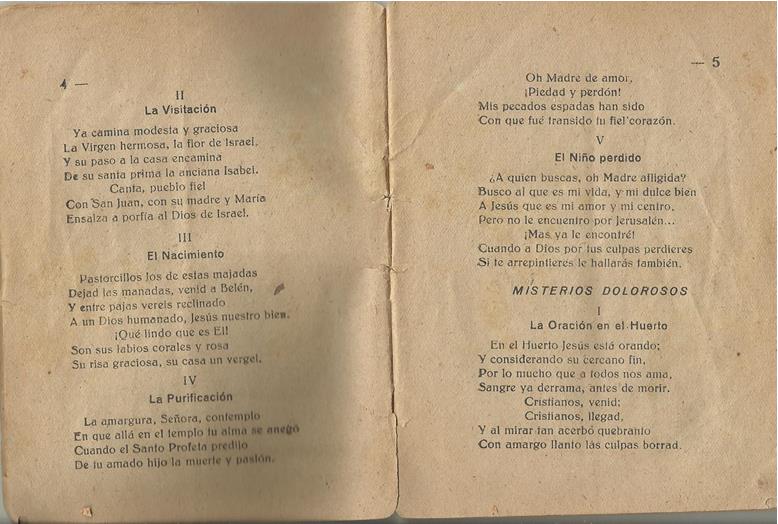 4 —
II
La Visitación
Ya camina modesta y graciosa
La Virgen hermosa, la flor de Israel,
Y su paso a la casa encamina
De su santa prima la anciana Isabel.
Canta, pueblo fiel
Con San Juan, con su madre y María
Ensalza a porfía al Dios de Israel.
III
El Nacimiento
Pastorcillos los de estas majadas
Dejad las manadas, venid a Belén,
Y entre pajas vereis reclinado
A un Dios humanado, Jesús nuestro bien.
¡Qué lindo que es El!
Son sus labios corales y rosa
Su risa graciosa, su casa un vergel.
IV
La Purificación
La amargura, Señora, contemplo
En que allá en el templo tu alma se anegó
Cuando el Santo Profeta predijo
De tu amado hijo la muerte y pasión.
— 5
Oh Madre de amor,
¡Piedad y perdón!
Mis pecados espadas han sido
Con que fué transido tu fiel corazón.
V
El Niño perdido
¿A quien buscas, oh Madre afligida?
Busco al que es mi vida, y mi dulce bien
A Jesús que es mi amor y mi centro,
Pero no le encuentro por Jerusalén...
¡Mas ya le encontré!
Cuando a Dios por tus culpas perdieres
Si te arrepintieres le hallarás también.
MISTERIOS DOLOROSOS
I
La Oración en el Huerto
En el Huerto Jesús está orando;
Y considerando su cercano fin,
Por lo mucho que a todos nos ama,
Sangre ya derrama, antes de morir.
Cristianos, venid;
Cristianos, llegad,
Y al mirar tan acerbó quebranto
Con amargo llanto las culpas borrad.